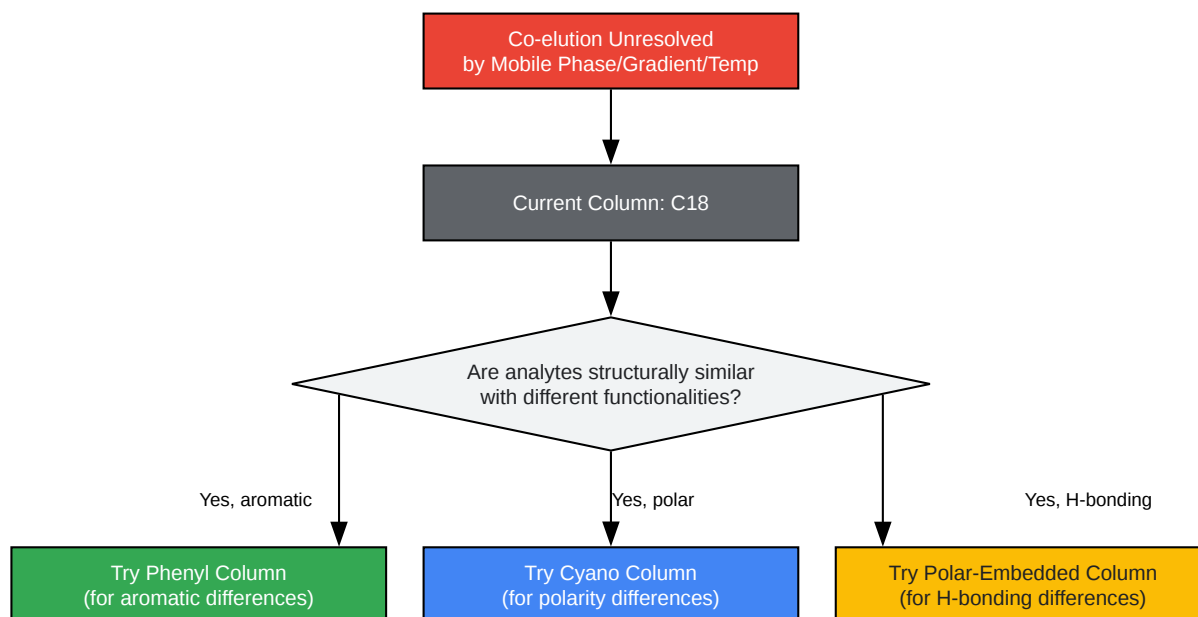 Co-elution Unresolved
by Mobile Phase/Gradient/Temp
Current Column: C18
Are analytes structurally similar
with different functionalities?
Yes, aromatic
Yes, polar
Yes, H-bonding
Try Phenyl Column
(for aromatic differences)
Try Cyano Column
(for polarity differences)
Try Polar-Embedded Column
(for H-bonding differences)